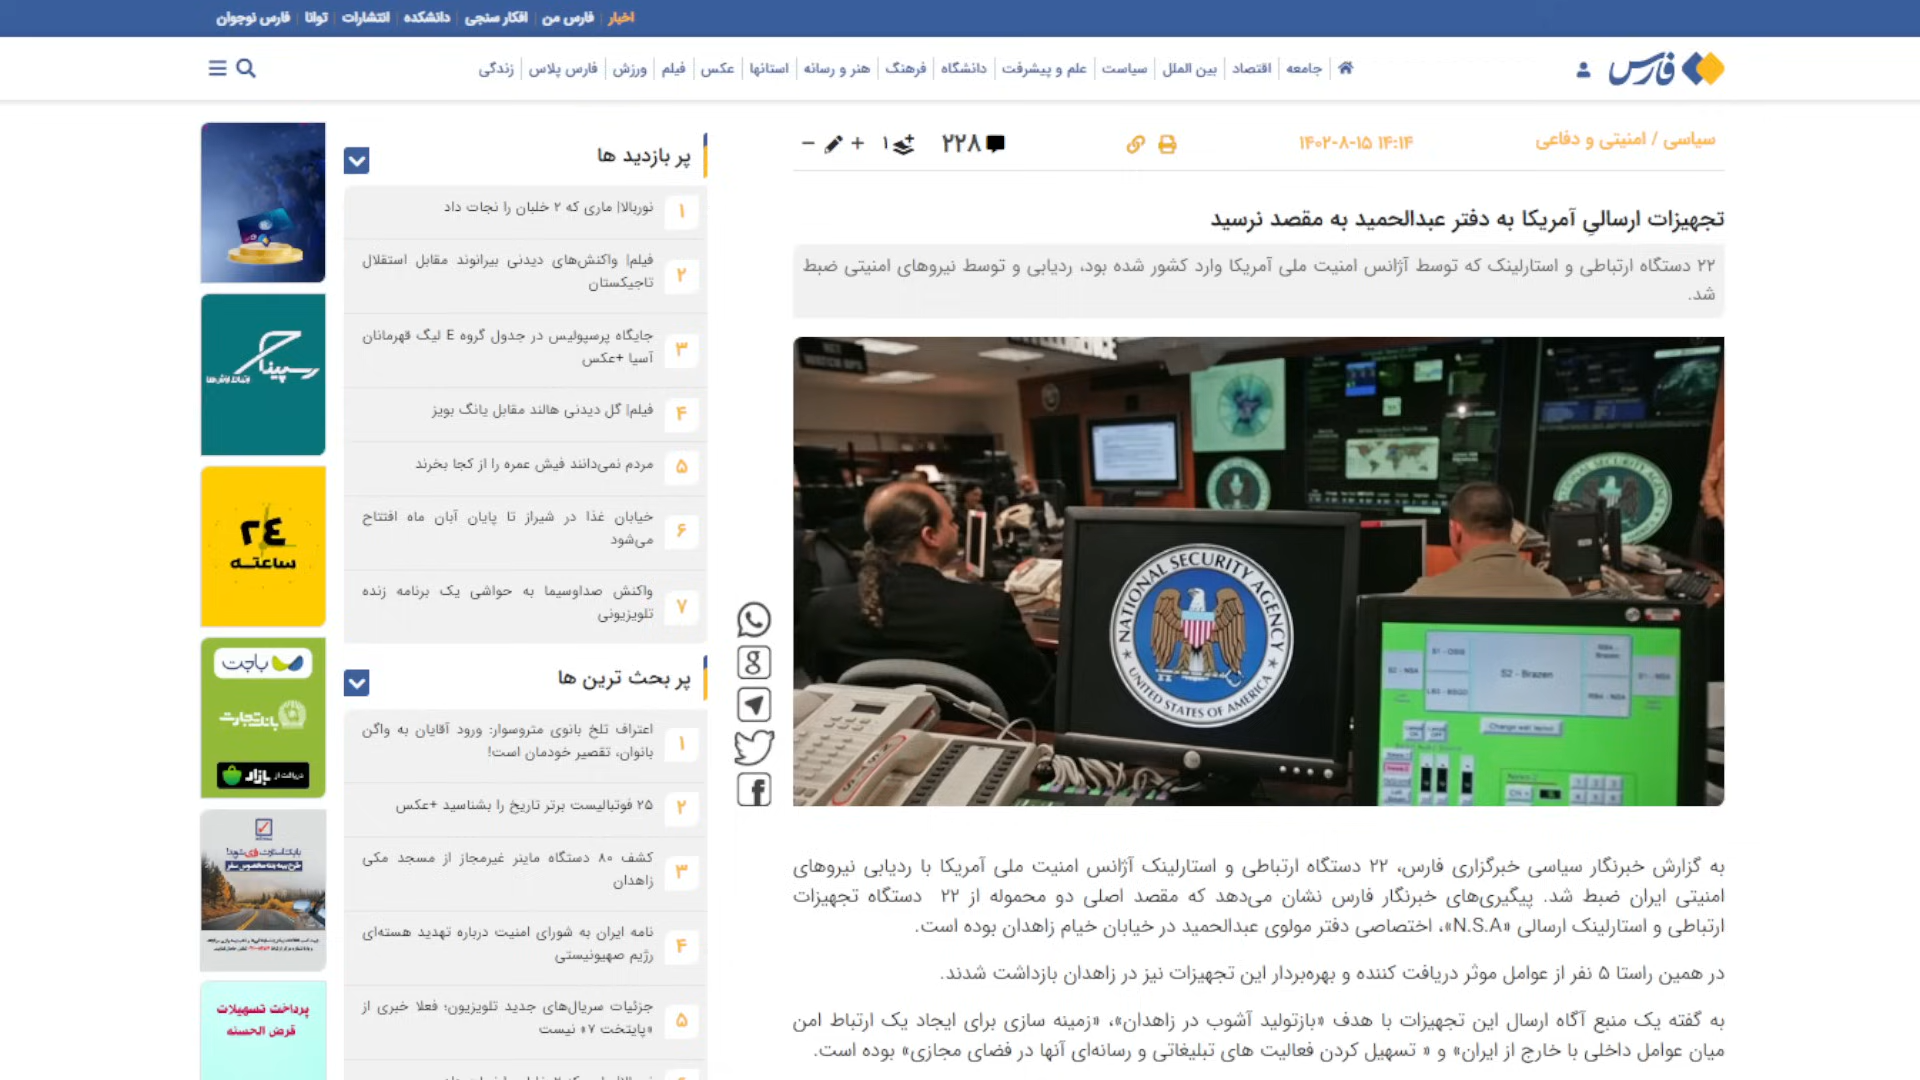 اخبار فارس من افکار سنجی دانشکده انتشارات توانا فارس نوجوان
فارس
جامعه اقتصاد بین الملل سیاست علم و پیشرفت دانشگاه فرهنگ هنر و رسانه استانها عکس فیلم ورزش فارس پلاس زندگی
سیاسی / امنیتی و دفاعی
۱۴۰۲-۸-۱۵ ۱۴:۱۴
۲۲۸
۱
تجهیزات ارسالیِ آمریکا به دفتر عبدالحمید به مقصد نرسید
۲۲ دستگاه ارتباطی و استارلینک که توسط آژانس امنیت ملی آمریکا وارد کشور شده بود، ردیابی و توسط نیروهای امنیتی ضبط
شد.
NATIONAL SECURITY AGENCY
UNITED STATES OF AMERICA
S2 - Brazen
به گزارش خبرنگار سیاسی خبرگزاری فارس، ۲۲ دستگاه ارتباطی و استارلینک آژانس امنیت ملی آمریکا با ردیابی نیروهای
امنیتی ایران ضبط شد. پیگیری‌های خبرنگار فارس نشان می‌دهد که مقصد اصلی دو محموله از ۲۲ دستگاه تجهیزات
ارتباطی و استارلینک ارسالی «N.S.A»، اختصاصی دفتر مولوی عبدالحمید در خیابان خیام زاهدان بوده است.
در همین راستا ۵ نفر از عوامل موثر دریافت کننده و بهره‌بردار این تجهیزات نیز در زاهدان بازداشت شدند.
به گفته یک منبع آگاه ارسال این تجهیزات با هدف «بازتولید آشوب در زاهدان»، «زمینه سازی برای ایجاد یک ارتباط امن
میان عوامل داخلی با خارج از ایران» و « تسهیل کردن فعالیت های تبلیغاتی و رسانه‌ای آنها در فضای مجازی» بوده است.
پر بازدید ها
۱
نوربالا| ماری که ۲ خلبان را نجات داد
۲
فیلم| واکنش‌های دیدنی بیرانوند مقابل استقلال
تاجیکستان
۳
جایگاه پرسپولیس در جدول گروه E لیگ قهرمانان
آسیا +عکس
۴
فیلم| گل دیدنی هالند مقابل یانگ بویز
۵
مردم نمی‌دانند فیش عمره را از کجا بخرند
۶
خیابان غذا در شیراز تا پایان آبان ماه افتتاح
می‌شود
۷
واکنش صداوسیما به حواشی یک برنامه زنده
تلویزیونی
پر بحث ترین ها
۱
اعتراف تلخ بانوی متروسوار: ورود آقایان به واگن
بانوان، تقصیر خودمان است!
۲
۲۵ فوتبالیست برتر تاریخ را بشناسید +عکس
۳
کشف ۸۰ دستگاه ماینر غیرمجاز از مسجد مکی
زاهدان
۴
نامه ایران به شورای امنیت درباره تهدید هسته‌ای
رژیم صهیونیستی
۵
جزئیات سریال‌های جدید تلویزیون؛ فعلا خبری از
«پایتخت ۷» نیست
رسپینا
۲۴
ساعته
باجت
بانک تجارت
دریافت از بازار
پرداخت تسهیلات
قرض الحسنه